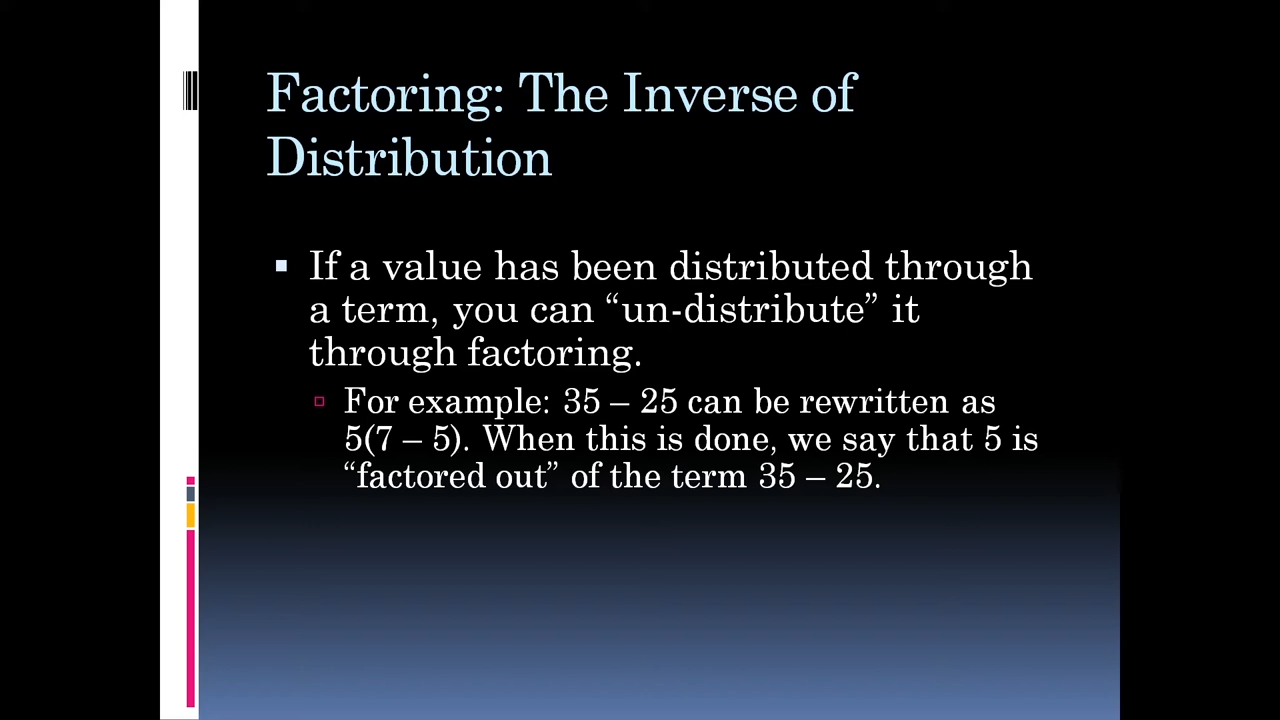 Factoring: The Inverse of
Distribution
If a value has been distributed through
a term, you can “un-distribute” it
through factoring.
For example: 35 – 25 can be rewritten as
5(7 – 5). When this is done, we say that 5 is
“factored out” of the term 35 – 25.